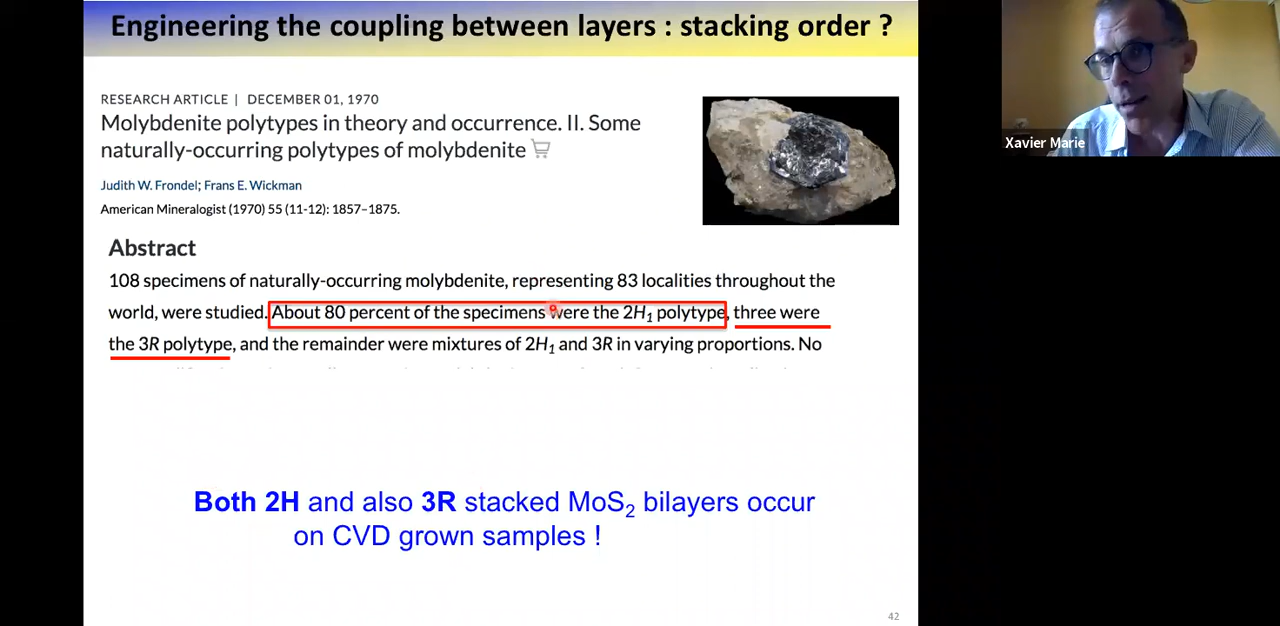 Engineering the coupling between layers : stacking order ?
RESEARCH ARTICLE | DECEMBER 01, 1970
Molybdenite polytypes in theory and occurrence. II. Some
naturally-occurring polytypes of molybdenite
Judith W. Frondel; Frans E. Wickman
American Mineralogist (1970) 55 (11-12): 1857–1875.
Abstract
108 specimens of naturally-occurring molybdenite, representing 83 localities throughout the
world, were studied. About 80 percent of the specimens were the 2H₁ polytype, three were
the 3R polytype, and the remainder were mixtures of 2H₁ and 3R in varying proportions. No
Both 2H and also 3R stacked MoS₂ bilayers occur
on CVD grown samples !
42
Xavier Marie